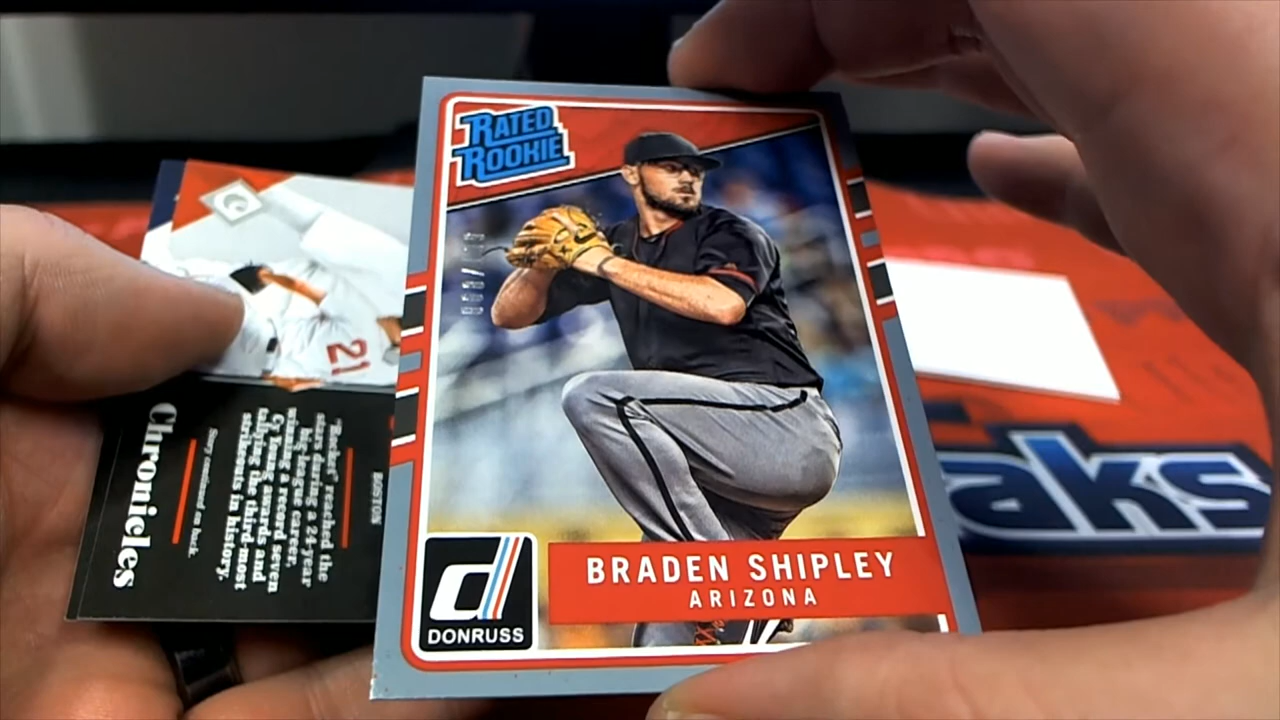 RATED
ROOKIE
BRADEN SHIPLEY
ARIZONA
d
DONRUSS
21
BOSTON
"Rocket" reached the
stars during a 24-year
big-league career,
winning a record seven
Cy Young awards and
tallying the third-most
strikeouts in history.
Story continued on back
Chronicles
aks